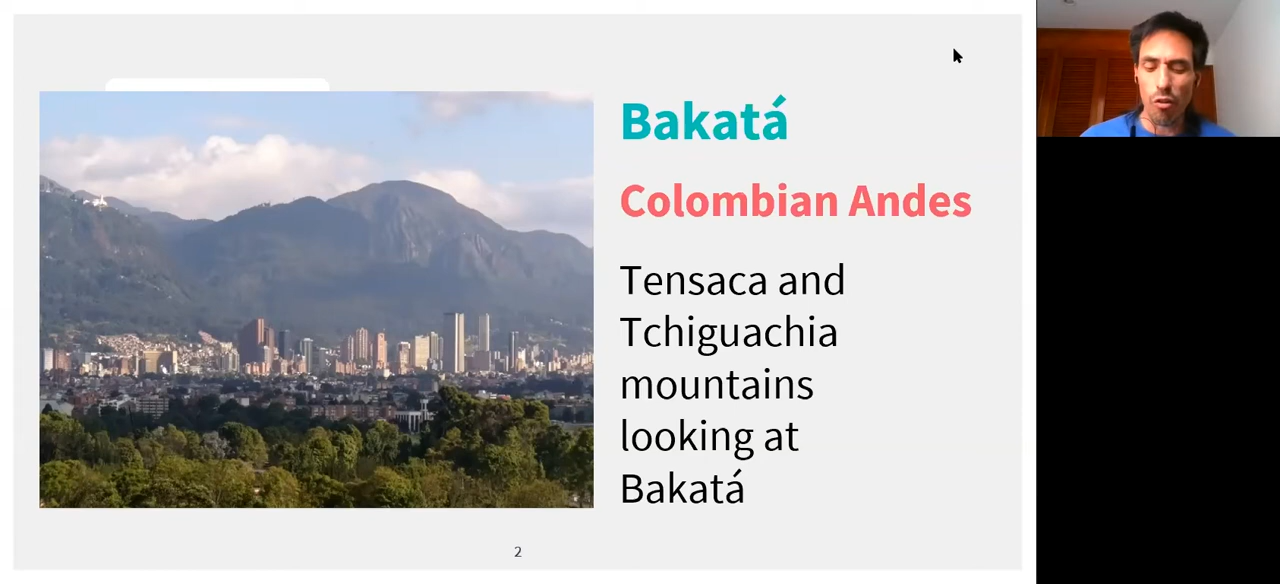 Bakatá
Colombian Andes
Tensaca and
Tchiguachia
mountains
looking at
Bakatá
2